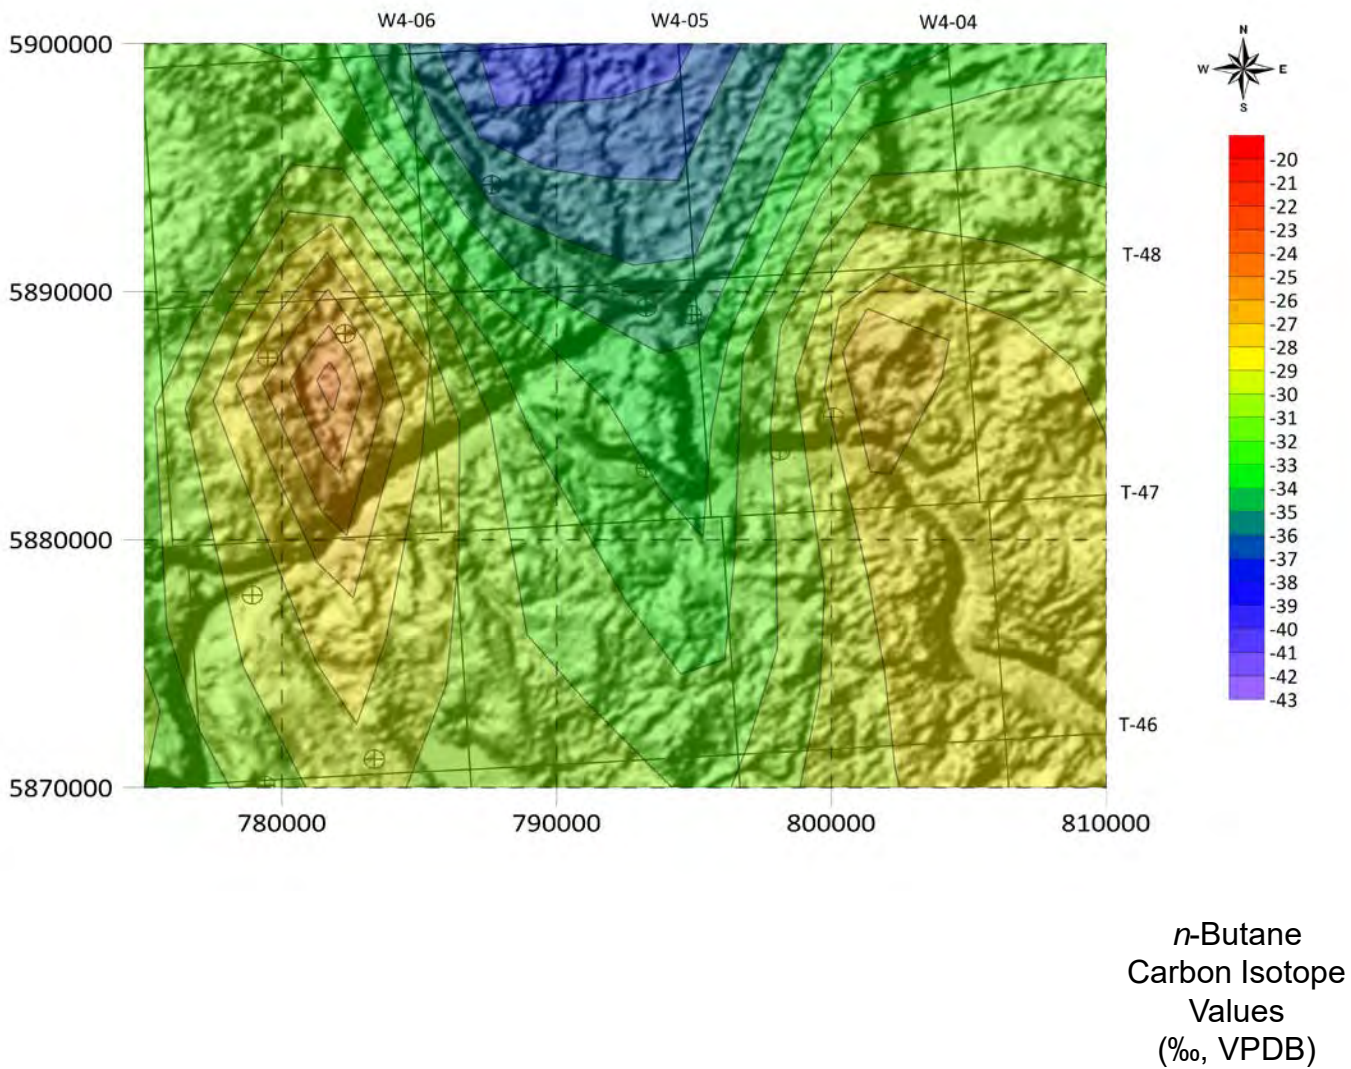 W4-06 W4-05 W4-04
5900000
N
W E
S
-20
-21
-22
-23
-24
-25
-26
-27
-28
-29
-30
-31
-32
-33
-34
-35
-36
-37
-38
-39
-40
-41
-42
-43
T-48
5890000
T-47
5880000
T-46
5870000
780000 790000 800000 810000
n-Butane
Carbon Isotope
Values
(‰, VPDB)